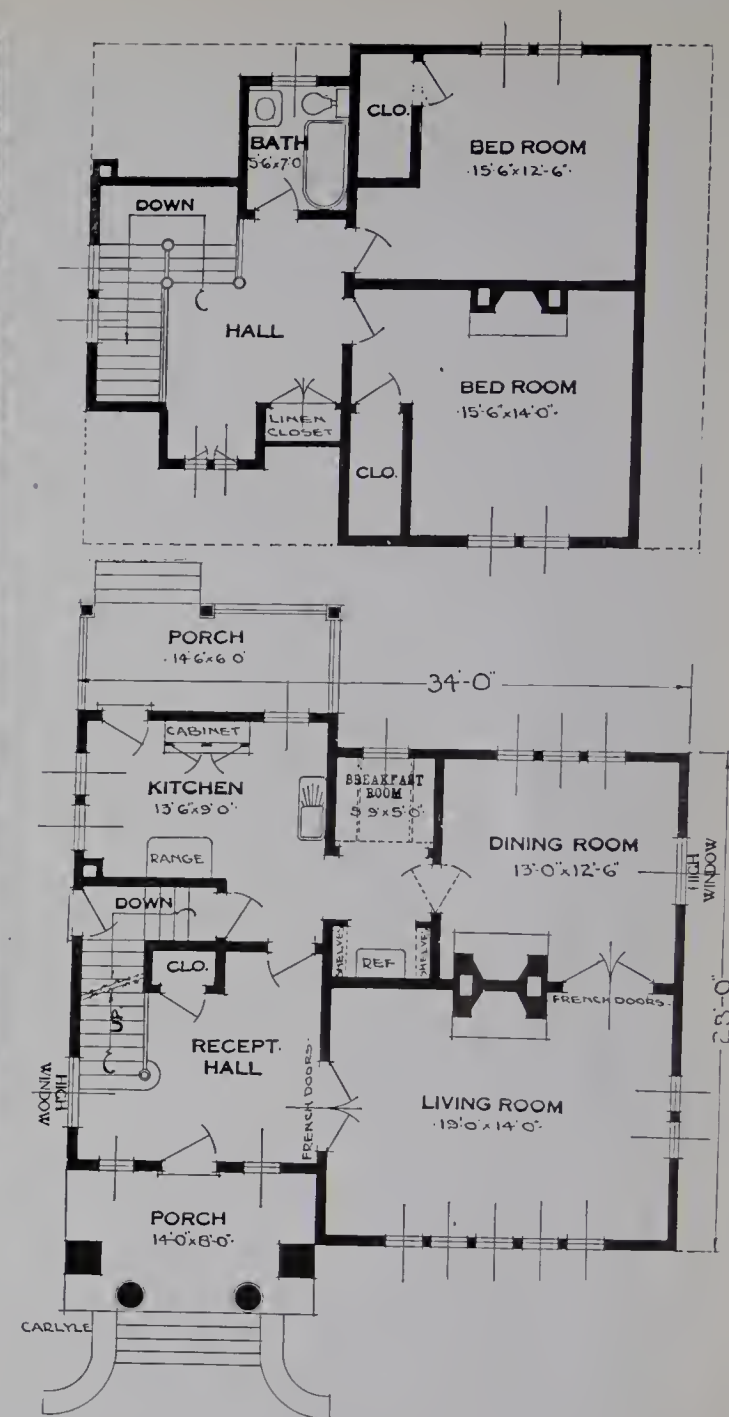 CLO.
BATH
5'6"x7'0
BED ROOM
15'6"x12'-6"
DOWN
HALL
BED ROOM
15'6"x14'0"
LINEN
CLOSET
CLO.
PORCH
14'6"x6'0
34'-0"
CABINET
KITCHEN
13'6"x9'0"
BREAKFAST
ROOM
5'0"
DINING ROOM
13'-0"x12'-6"
HIGH
WINDOW
RANGE
DOWN
CLO.
SHELVES
REF
SHELVES
FRENCH DOORS
UP
RECEPT.
HALL
HIGH
WINDOW
FRENCH DOORS
LIVING ROOM
19'0"x14'0"
PORCH
14'-0"x8'-0"
CARLYLE